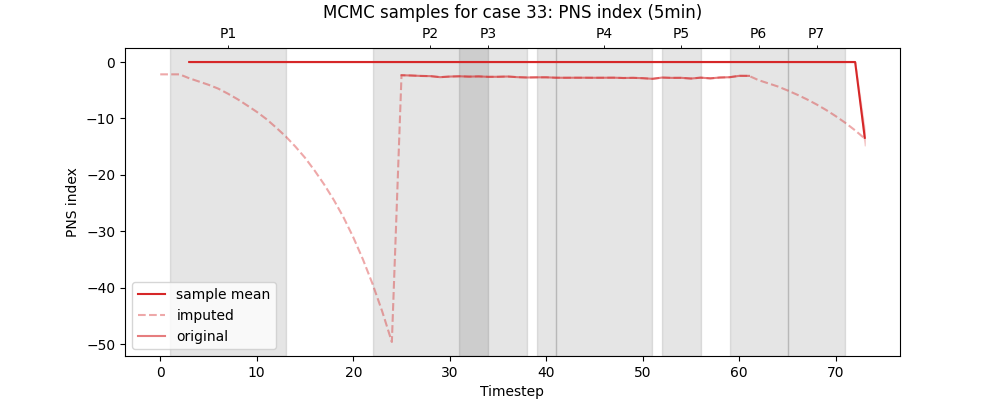 MCMC samples for case 33: PNS index (5min)
P1 P2 P3 P4 P5 P6 P7
0
−10
−20
−30
−40
−50
PNS index
sample mean
imputed
original
0 10 20 30 40 50 60 70
Timestep